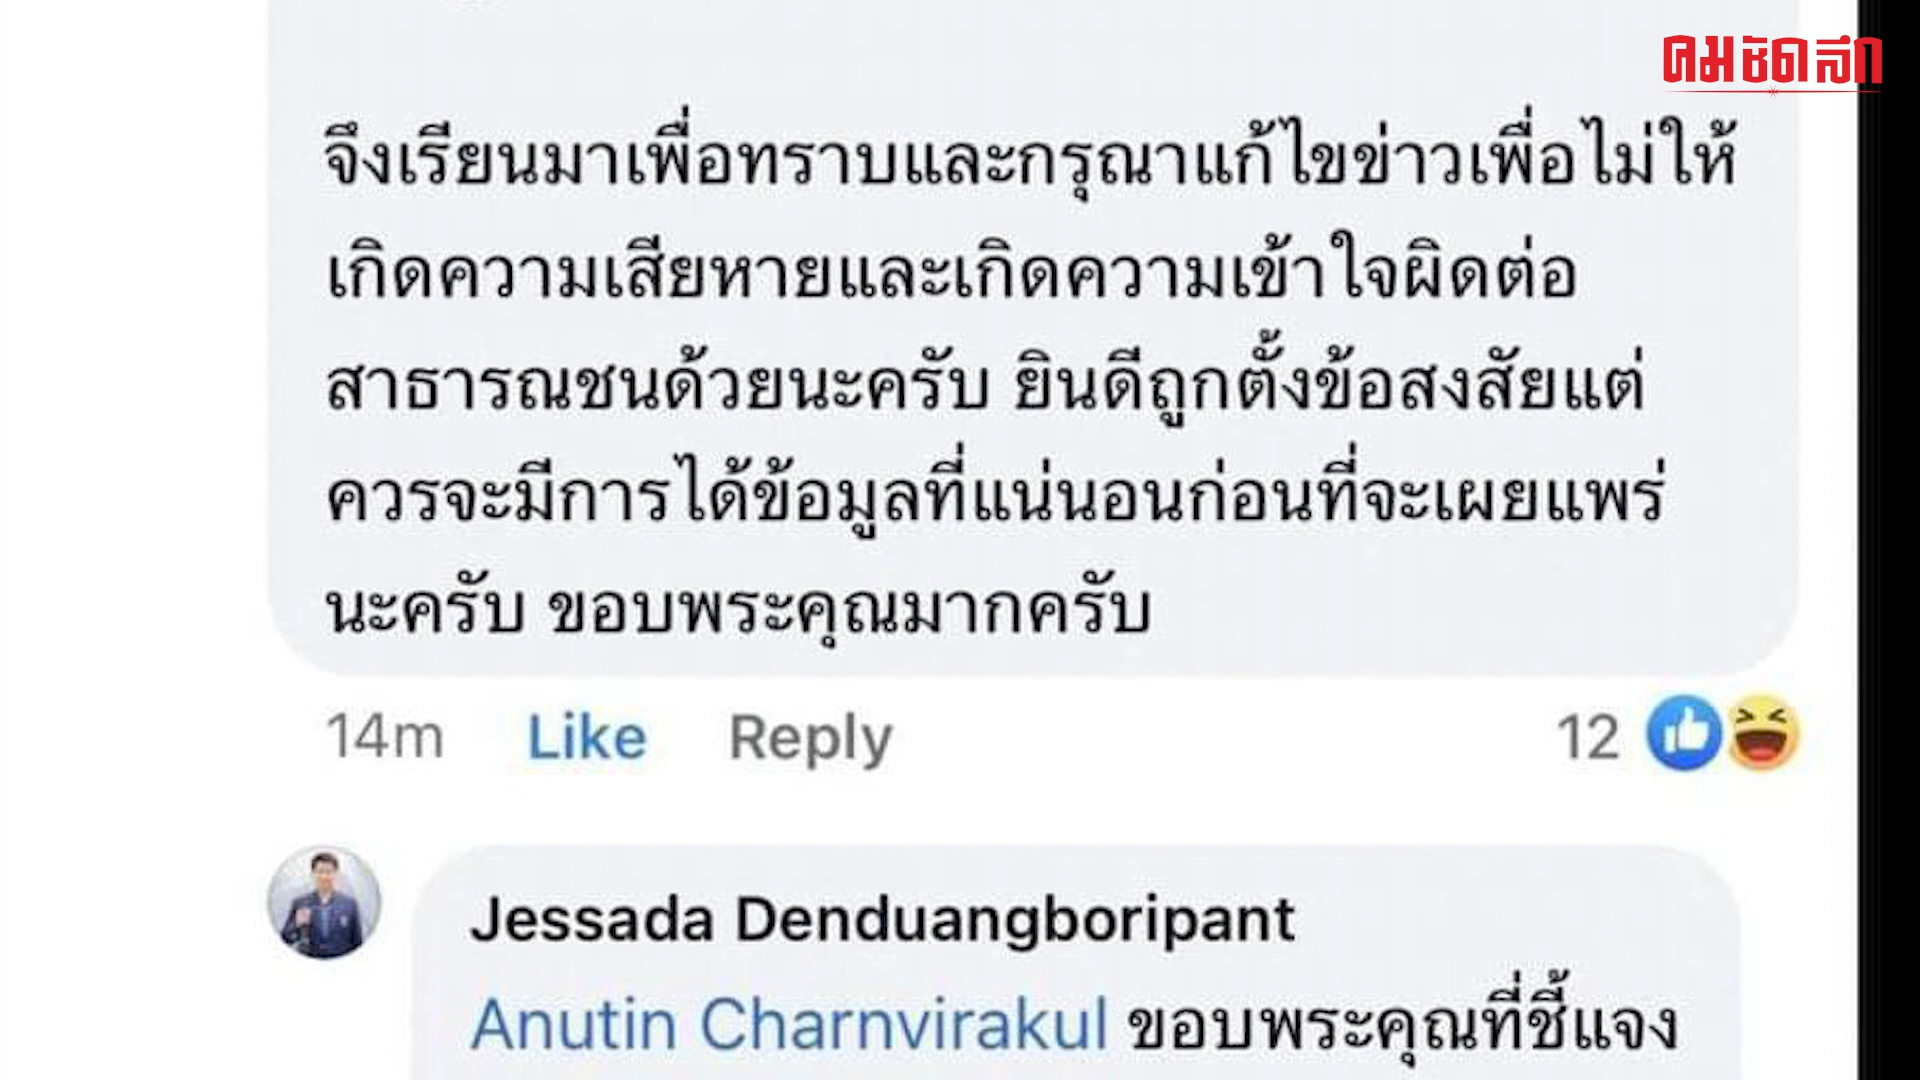 คมชัดลึก
จึงเรียนมาเพื่อทราบและกรุณาแก้ไขข่าวเพื่อไม่ให้
เกิดความเสียหายและเกิดความเข้าใจผิดต่อ
สาธารณชนด้วยนะครับ ยินดีถูกตั้งข้อสงสัยแต่
ควรจะมีการได้ข้อมูลที่แน่นอนก่อนที่จะเผยแพร่
นะครับ ขอบพระคุณมากครับ
14m Like Reply 12
Jessada Denduangboripant
Anutin Charnvirakul ขอบพระคุณที่ชี้แจง